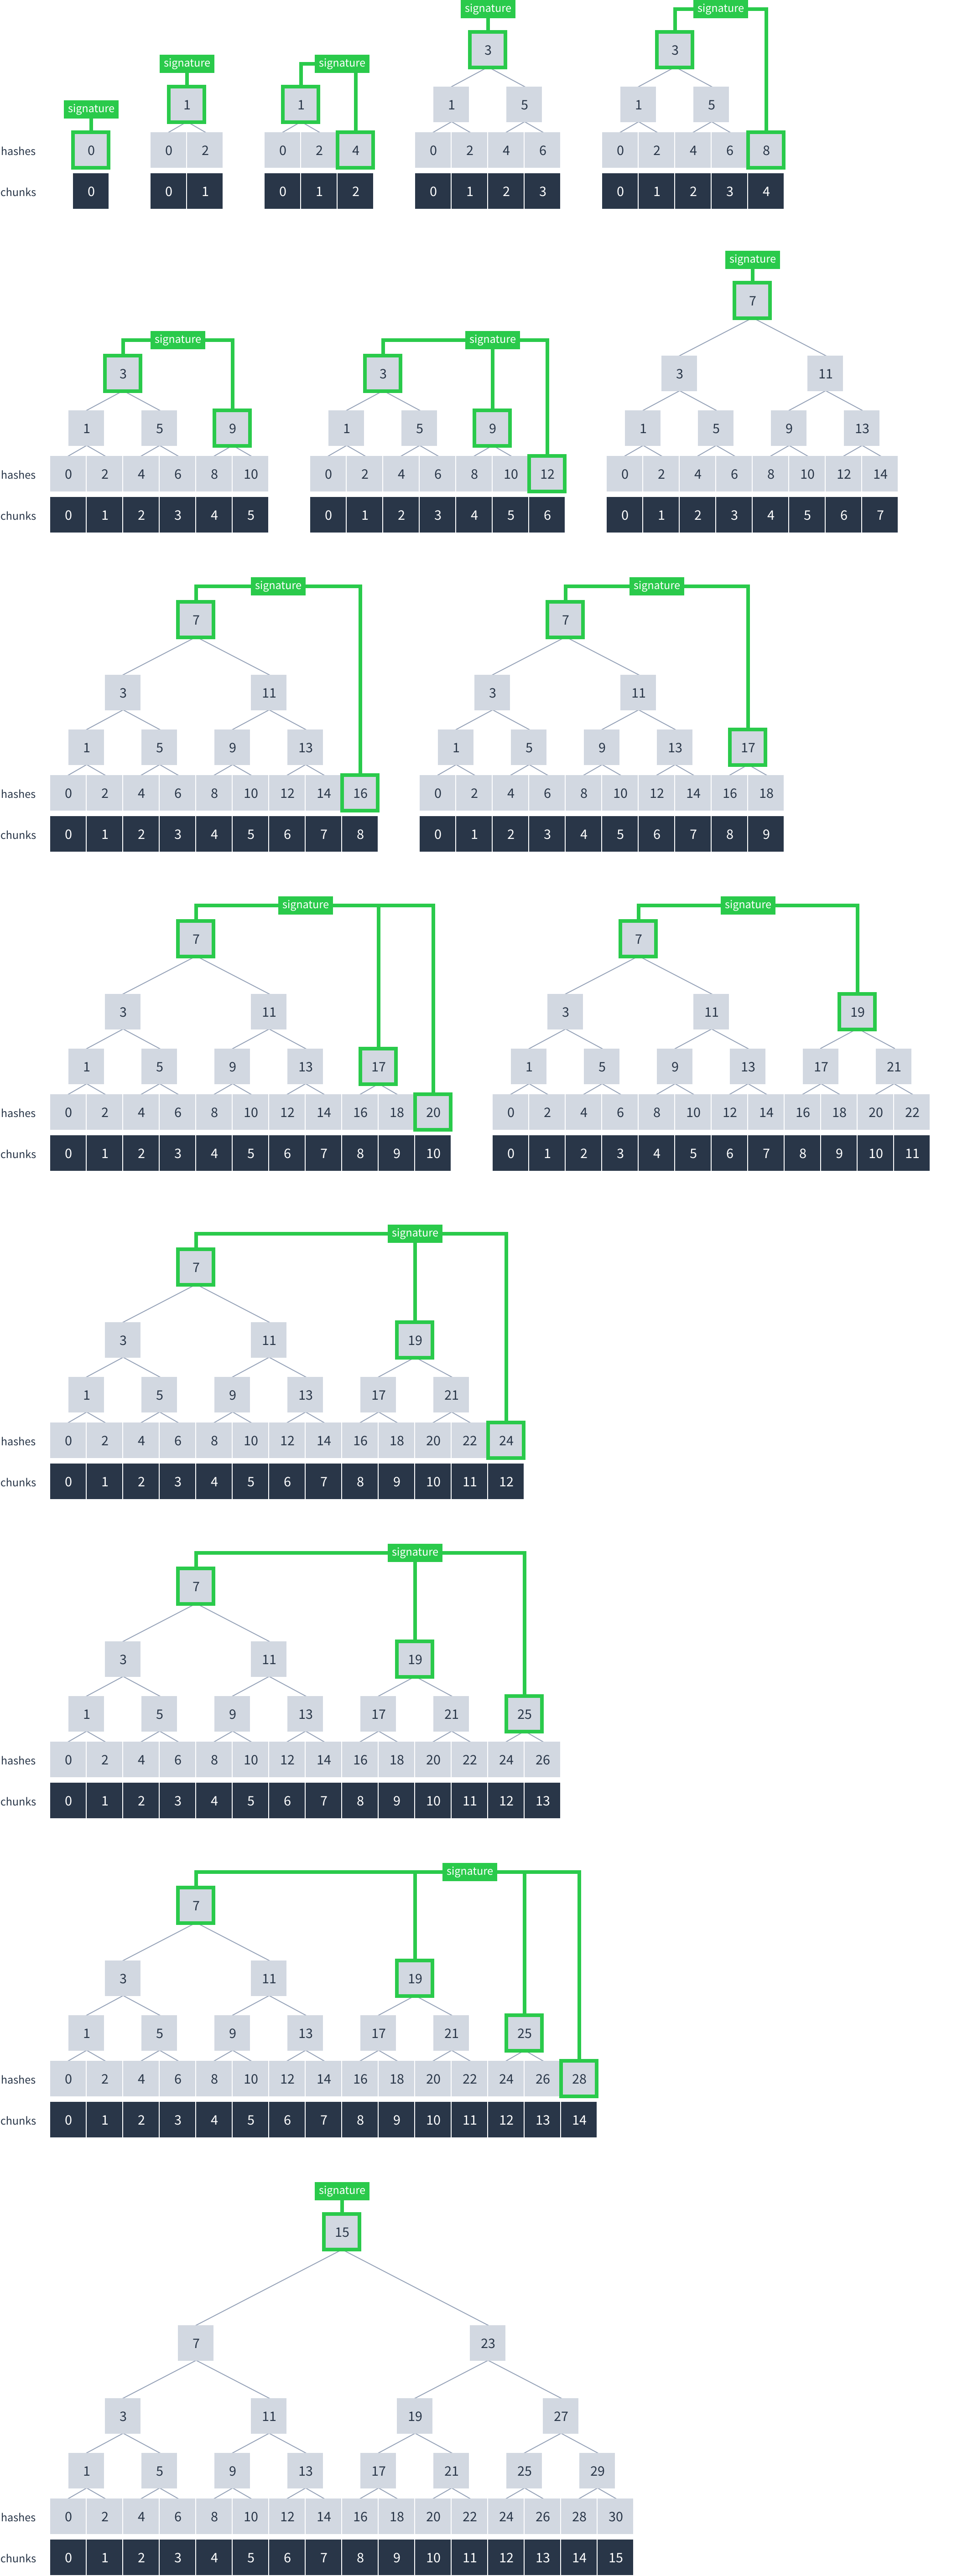 signature signature
3 3
signature signature
1 1 1 5 1 5
signature
hashes 0 0 2 0 2 4 0 2 4 6 0 2 4 6 8
chunks 0 0 1 0 1 2 0 1 2 3 0 1 2 3 4
signature
7
signature signature
3 3 3 11
1 5 9 1 5 9 1 5 9 13
hashes 0 2 4 6 8 10 0 2 4 6 8 10 12 0 2 4 6 8 10 12 14
chunks 0 1 2 3 4 5 0 1 2 3 4 5 6 0 1 2 3 4 5 6 7
signature signature
7 7
3 11 3 11
1 5 9 13 1 5 9 13 17
hashes 0 2 4 6 8 10 12 14 16 0 2 4 6 8 10 12 14 16 18
chunks 0 1 2 3 4 5 6 7 8 0 1 2 3 4 5 6 7 8 9
signature signature
7 7
3 11 3 11 19
1 5 9 13 17 1 5 9 13 17 21
hashes 0 2 4 6 8 10 12 14 16 18 20 0 2 4 6 8 10 12 14 16 18 20 22
chunks 0 1 2 3 4 5 6 7 8 9 10 0 1 2 3 4 5 6 7 8 9 10 11
signature
7
3 11 19
1 5 9 13 17 21
hashes 0 2 4 6 8 10 12 14 16 18 20 22 24
chunks 0 1 2 3 4 5 6 7 8 9 10 11 12
signature
7
3 11 19
1 5 9 13 17 21 25
hashes 0 2 4 6 8 10 12 14 16 18 20 22 24 26
chunks 0 1 2 3 4 5 6 7 8 9 10 11 12 13
signature
7
3 11 19
1 5 9 13 17 21 25
hashes 0 2 4 6 8 10 12 14 16 18 20 22 24 26 28
chunks 0 1 2 3 4 5 6 7 8 9 10 11 12 13 14
signature
15
7 23
3 11 19 27
1 5 9 13 17 21 25 29
hashes 0 2 4 6 8 10 12 14 16 18 20 22 24 26 28 30
chunks 0 1 2 3 4 5 6 7 8 9 10 11 12 13 14 15